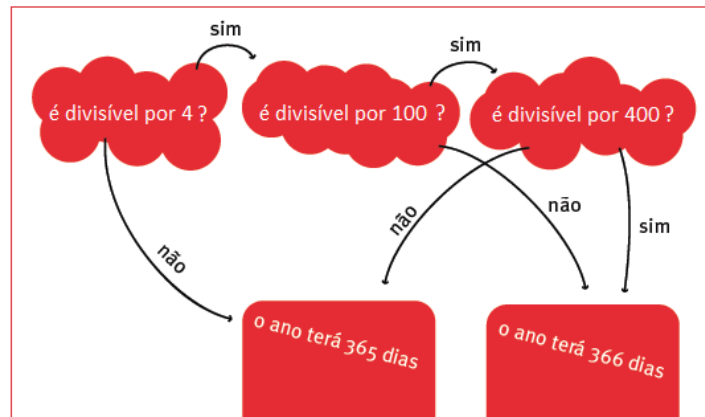 sim
sim
é divisível por 4 ?
é divisível por 100 ?
é divisível por 400 ?
não
não
não
sim
o ano terá 365 dias
o ano terá 366 dias